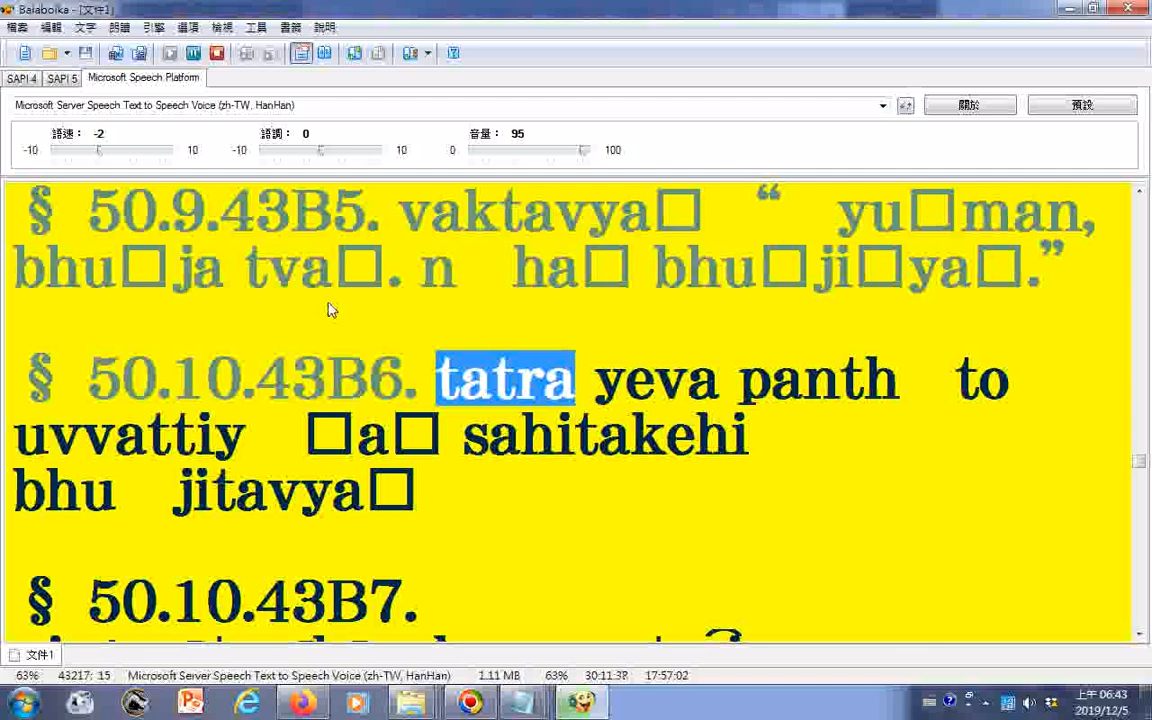 Balabolka - [文件1]
檔案 編輯 文字 朗讀 引擎 選項 檢視 工具 書籤 說明
SAPI 4 SAPI 5 Microsoft Speech Platform
Microsoft Server Speech Text to Speech Voice (zh-TW, HanHan) 關於 預設
語速： -2 語調： 0 音量： 95
-10 10 -10 10 0 100
§ 50.9.43B5. vaktavya□ “ yu□man,
bhu□ja tva□. n ha□ bhu□ji□ya□.”
§ 50.10.43B6. tatra yeva panth to
uvvattiy □a□ sahitakehi
bhu jitavya□
§ 50.10.43B7.
文件1
63% 43217: 15 Microsoft Server Speech Text to Speech Voice (zh-TW, HanHan) 1.11 MB 63% 30:11:38 17:57:02
上午 06:43
2019/12/5